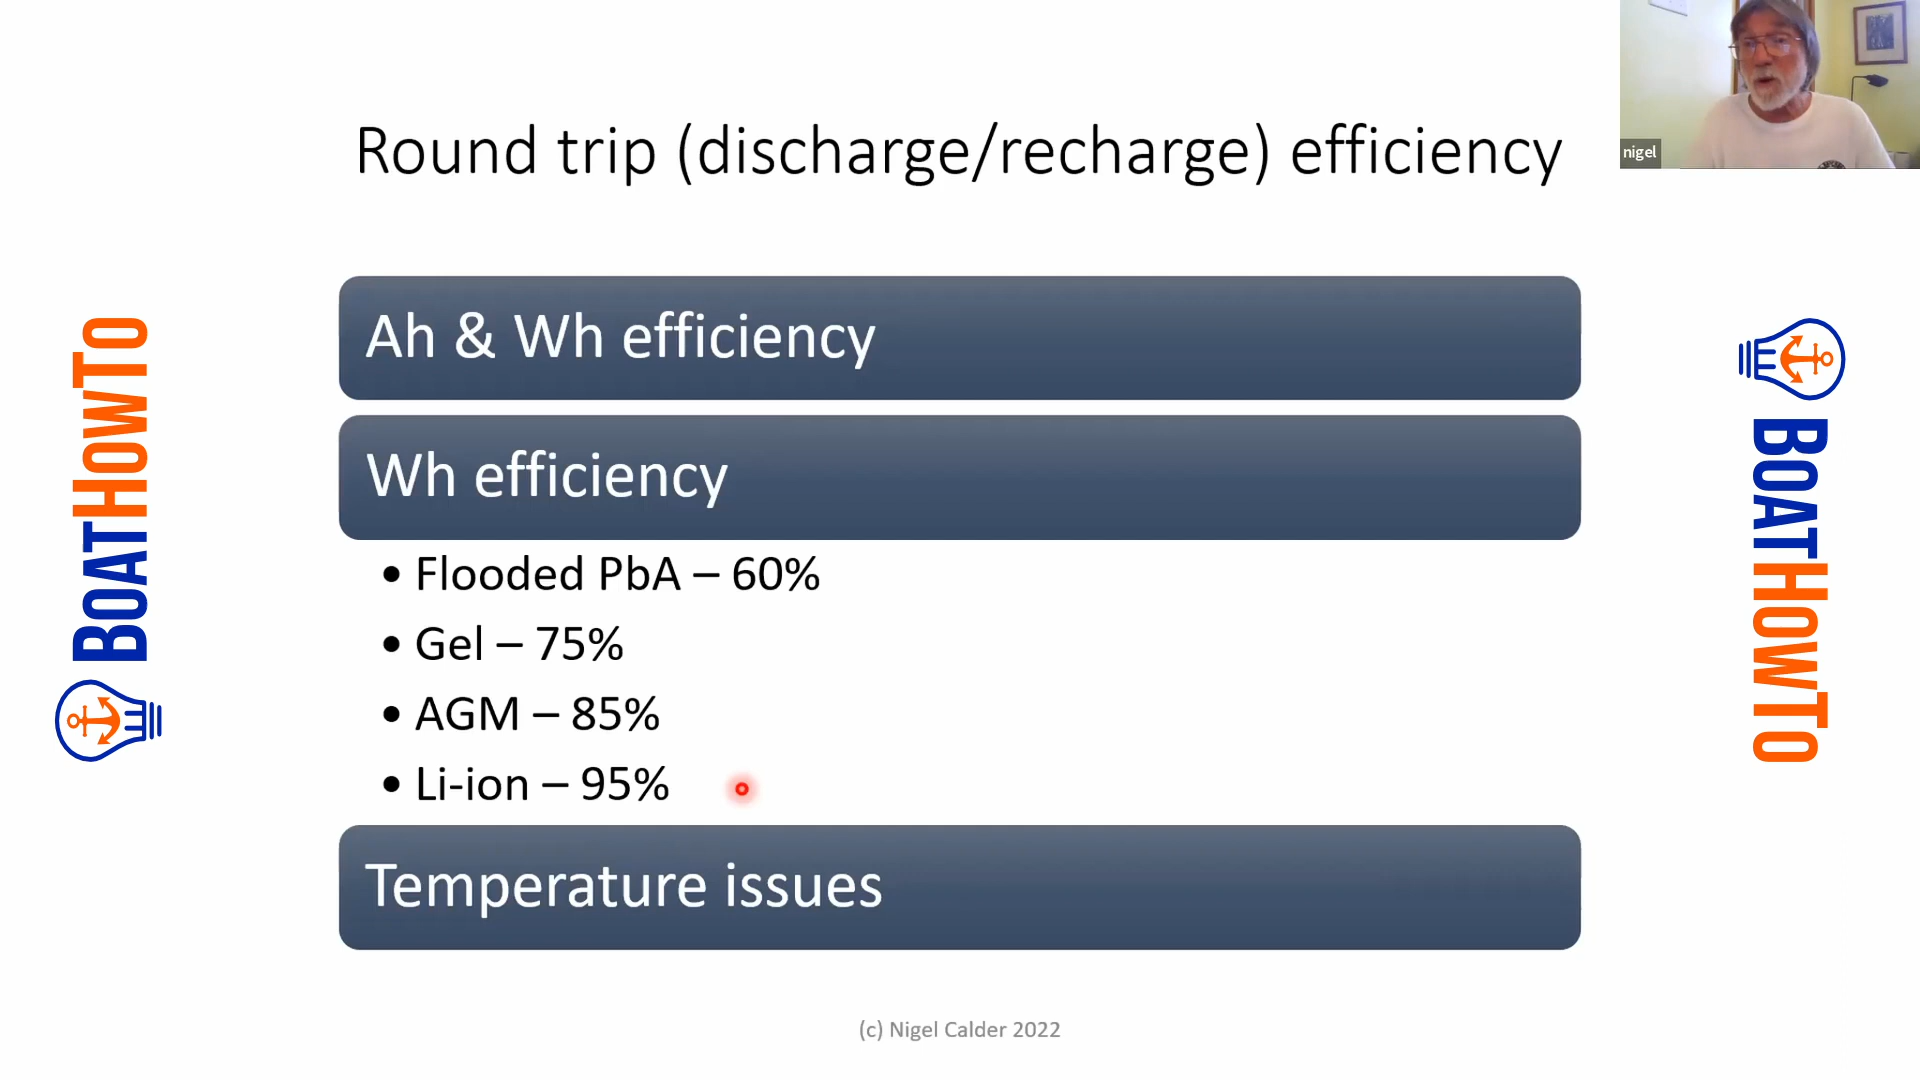 Round trip (discharge/recharge) efficiency
nigel
Ah & Wh efficiency
Wh efficiency
• Flooded PbA – 60%
• Gel – 75%
• AGM – 85%
• Li-ion – 95%
Temperature issues
BOATHOWTO
BOATHOWTO
(c) Nigel Calder 2022